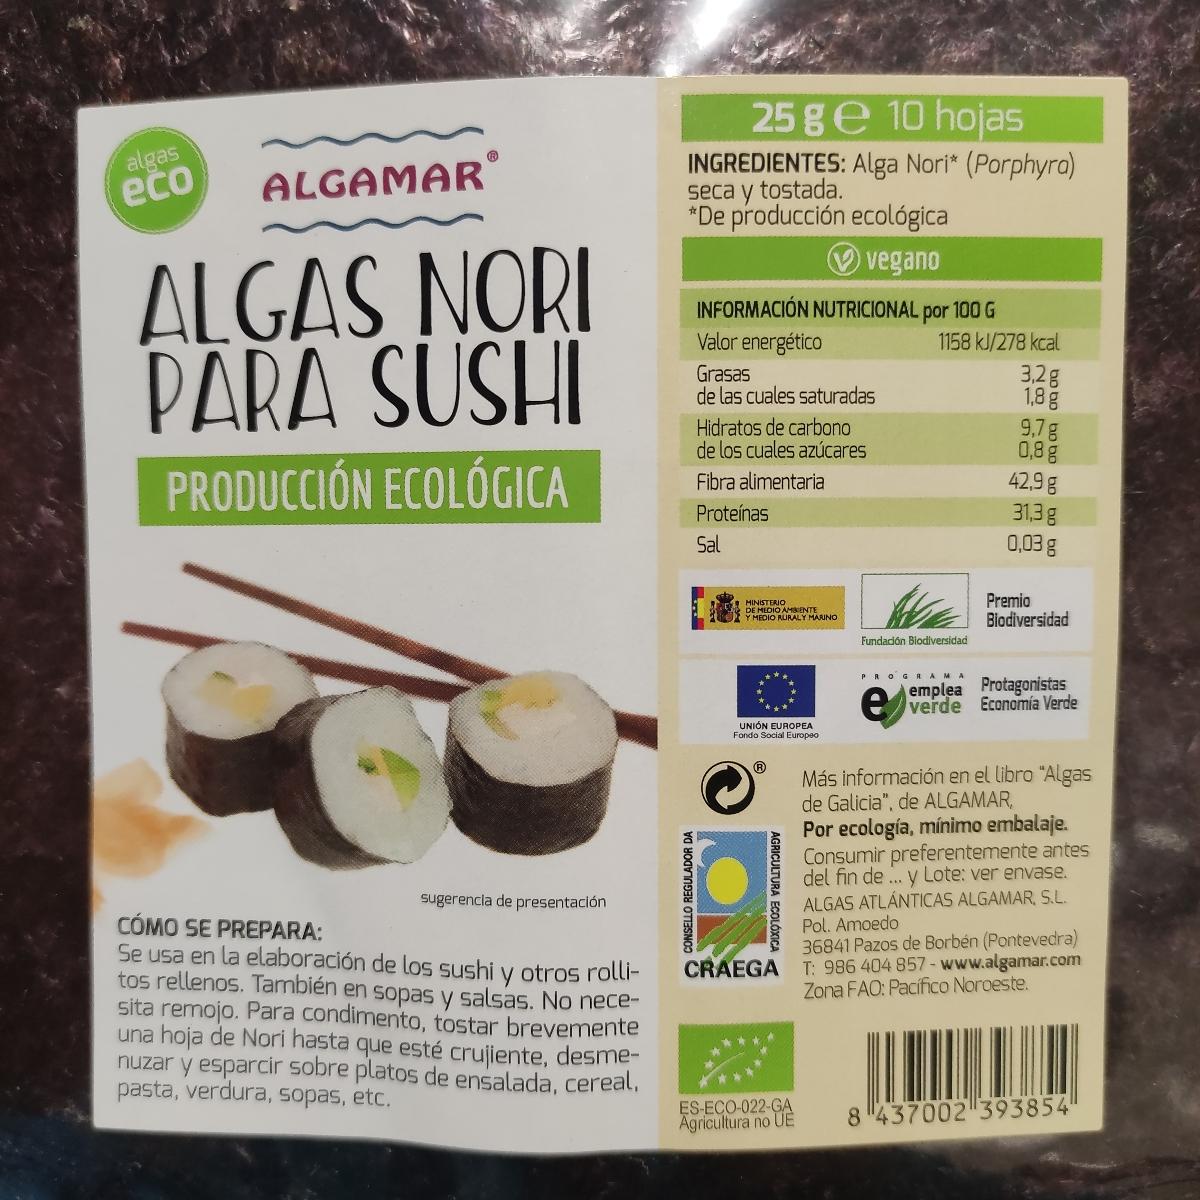 algas
eco
ALGAMAR®
ALGAS NORI
PARA SUSHI
PRODUCCIÓN ECOLÓGICA
sugerencia de presentación
CÓMO SE PREPARA:
Se usa en la elaboración de los sushi y otros rolli-
tos rellenos. También en sopas y salsas. No nece-
sita remojo. Para condimento, tostar brevemente
una hoja de Nori hasta que esté crujiente, desme-
nuzar y esparcir sobre platos de ensalada, cereal,
pasta, verdura, sopas, etc.
25 g e 10 hojas
INGREDIENTES: Alga Nori* (Porphyra)
seca y tostada.
*De producción ecológica
vegano
INFORMACIÓN NUTRICIONAL por 100 G
Valor energético 1158 kJ/278 kcal
Grasas 3,2 g
de las cuales saturadas 1,8 g
Hidratos de carbono 9,7 g
de los cuales azúcares 0,8 g
Fibra alimentaria 42,9 g
Proteínas 31,3 g
Sal 0,03 g
MINISTERIO
DE MEDIO AMBIENTE
Y MEDIO RURAL Y MARINO
Fundación Biodiversidad
Premio
Biodiversidad
UNIÓN EUROPEA
Fondo Social Europeo
PROGRAMA
e emplea
verde
Protagonistas
Economía Verde
®
Más información en el libro "Algas
de Galicia", de ALGAMAR,
Por ecología, mínimo embalaje.
Consumir preferentemente antes
del fin de ... y Lote: ver envase.
ALGAS ATLÁNTICAS ALGAMAR, S.L.
Pol. Amoedo
36841 Pazos de Borbén (Pontevedra)
T: 986 404 857 - www.algamar.com
Zona FAO: Pacífico Noroeste.
CONSELLO REGULADOR DA
AGRICULTURA ECOLÓXICA
CRAEGA
ES-ECO-022-GA
Agricultura no UE
8 437002 393854